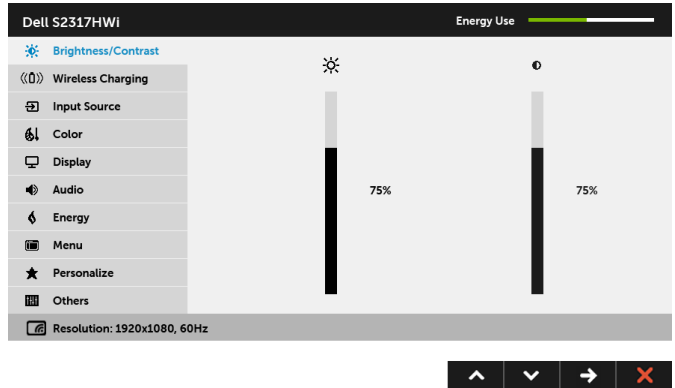 Dell S2317HWi
Energy Use
Brightness/Contrast
Wireless Charging
Input Source
Color
Display
Audio
Energy
Menu
Personalize
Others
75%
75%
Resolution: 1920x1080, 60Hz